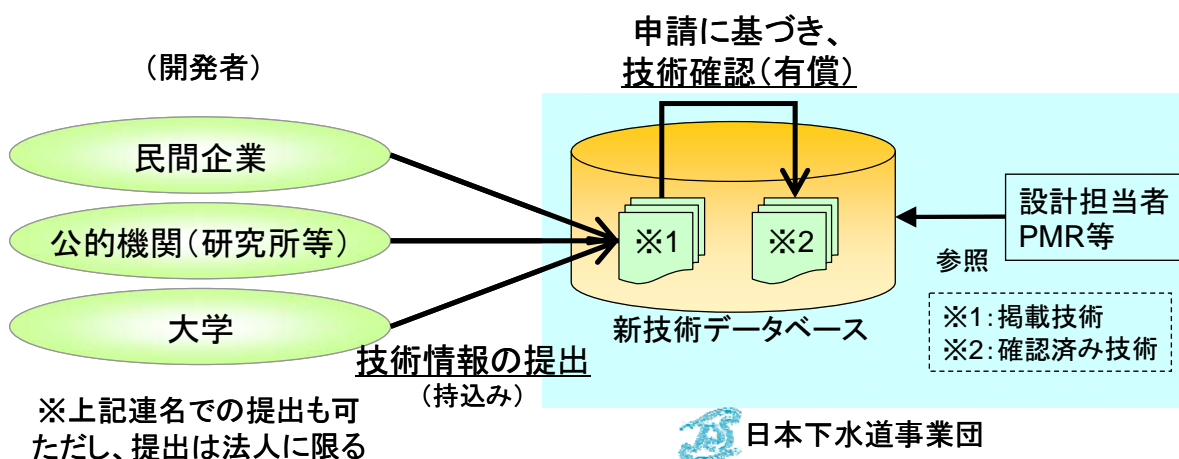 (開発者)
民間企業
公的機関(研究所等)
大学
※上記連名での提出も可
ただし、提出は法人に限る
技術情報の提出
(持込み)
申請に基づき、
技術確認(有償)
※1
※2
新技術データベース
設計担当者
PMR等
参照
※1:掲載技術
※2:確認済み技術
JS
日本下水道事業団